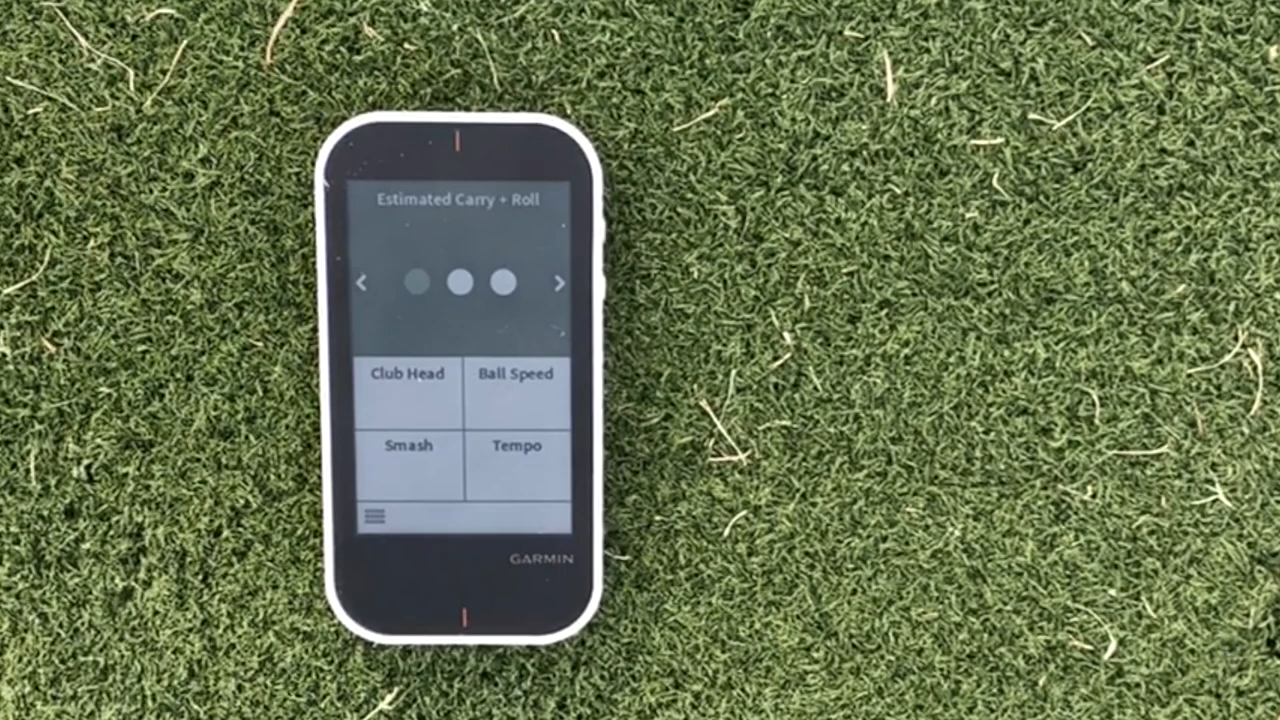 Estimated Carry + Roll
Club Head
Ball Speed
Smash
Tempo
GARMIN